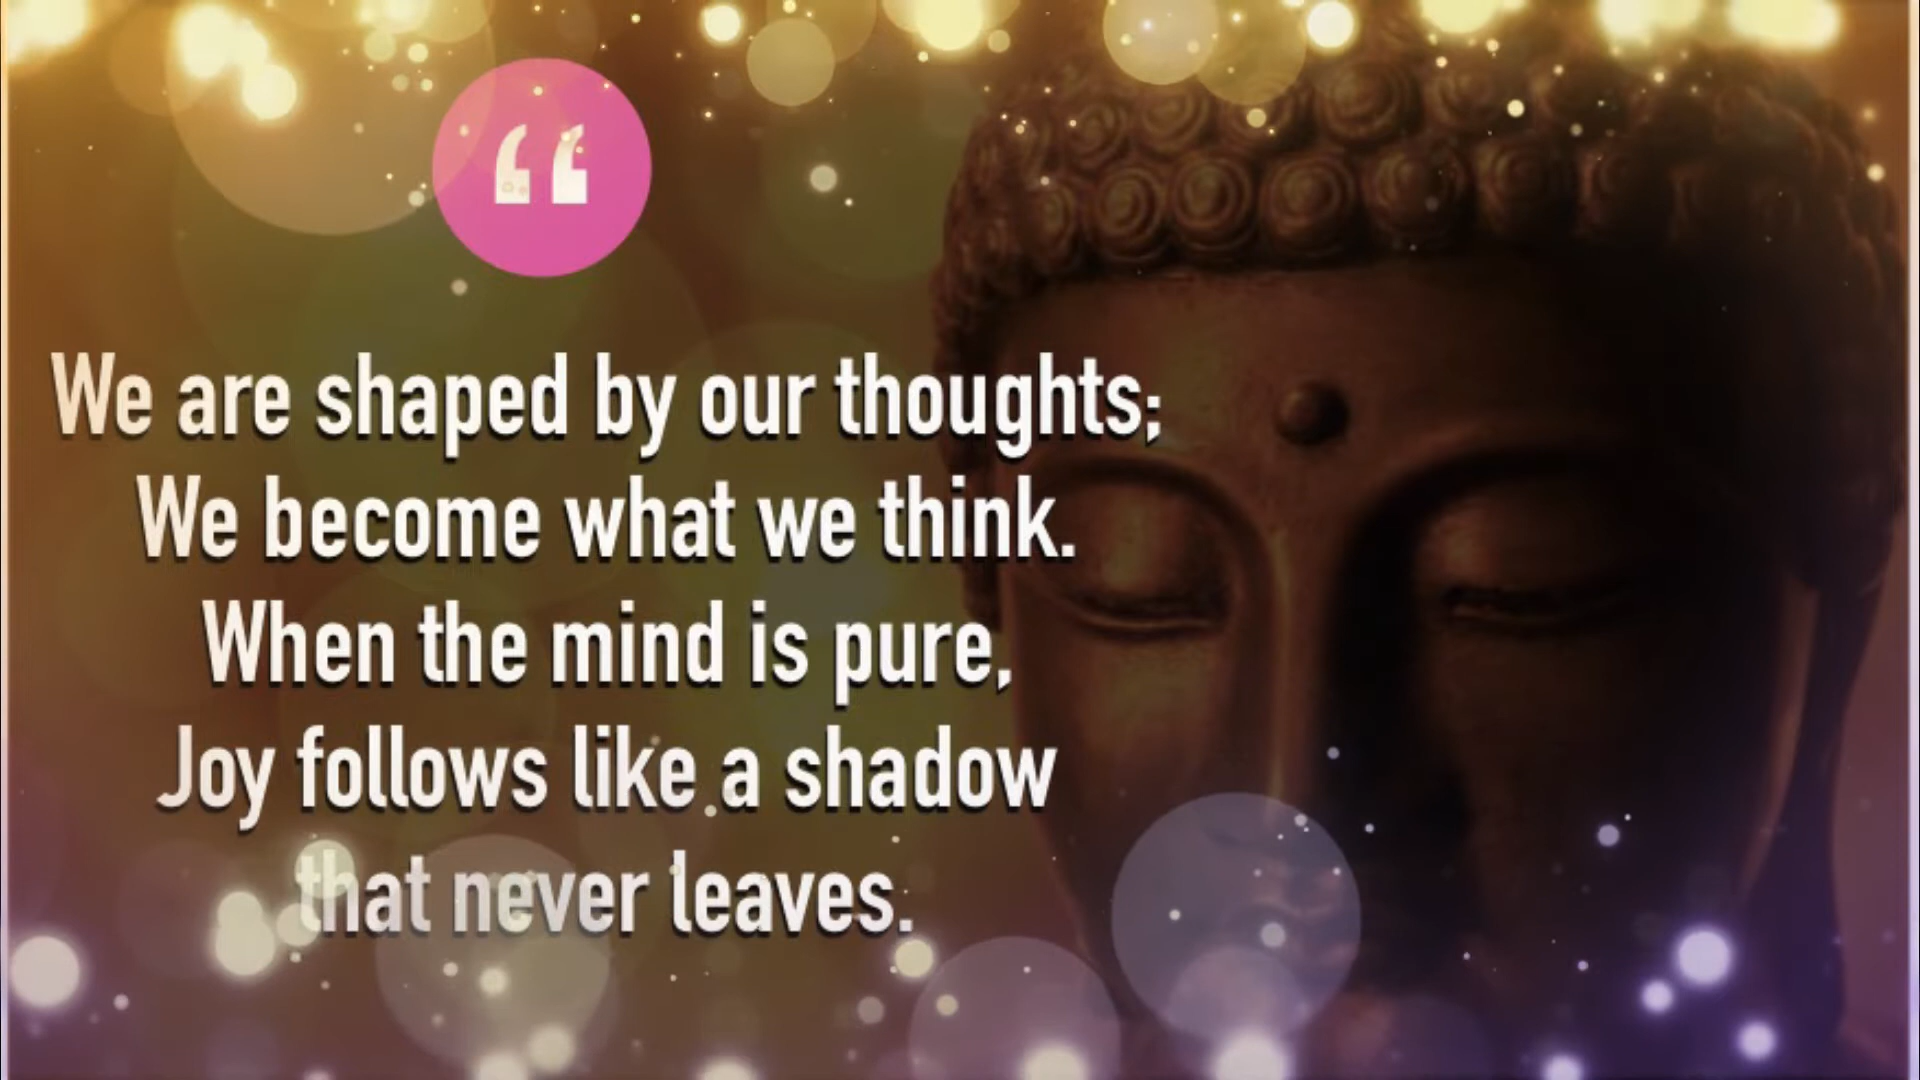 “
We are shaped by our thoughts;
We become what we think.
When the mind is pure,
Joy follows like a shadow
that never leaves.